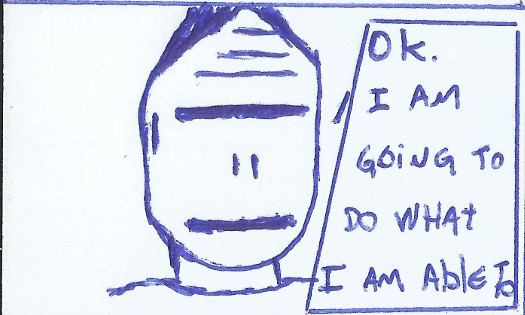 Ok.
I AM
GOiNG TO
DO WHAt
I AM AblE To